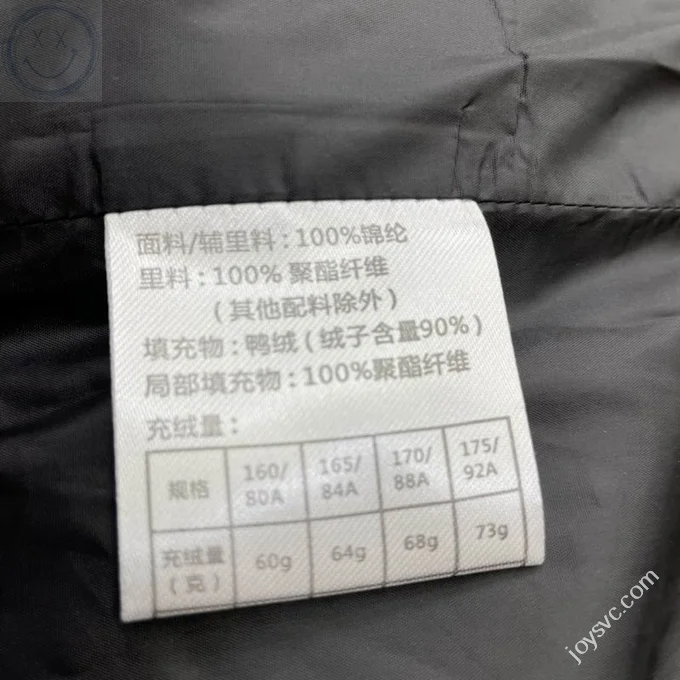 面料/辅里料：100%锦纶
里料：100% 聚酯纤维
（其他配料除外）
填充物：鸭绒（绒子含量90%）
局部填充物：100%聚酯纤维
充绒量：
规格 160/80A 165/84A 170/88A 175/92A
充绒量（克） 60g 64g 68g 73g
joysvc.com